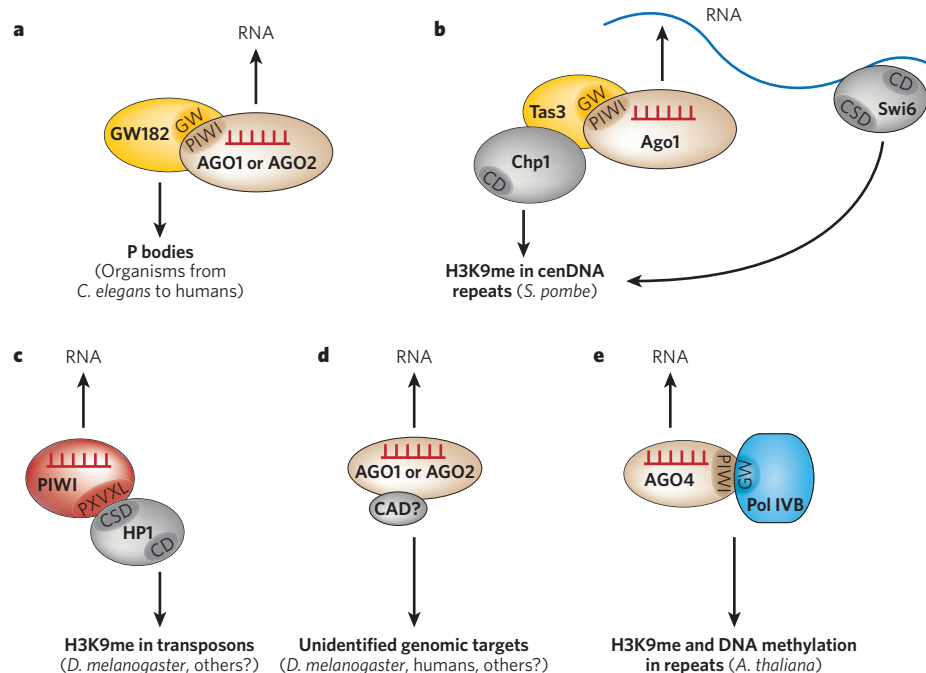 a
RNA
GW182
GW
PIWI
AGO1 or AGO2
P bodies
(Organisms from
C. elegans to humans)
b
RNA
Tas3
GW
PIWI
Ago1
Chp1
CD
CD
CSD
Swi6
H3K9me in cenDNA
repeats (S. pombe)
c
RNA
PIWI
PXVXL
CSD
HP1
CD
H3K9me in transposons
(D. melanogaster, others?)
d
RNA
AGO1 or AGO2
CAD?
Unidentified genomic targets
(D. melanogaster, humans, others?)
e
RNA
AGO4
PIWI
GW
Pol IVB
H3K9me and DNA methylation
in repeats (A. thaliana)